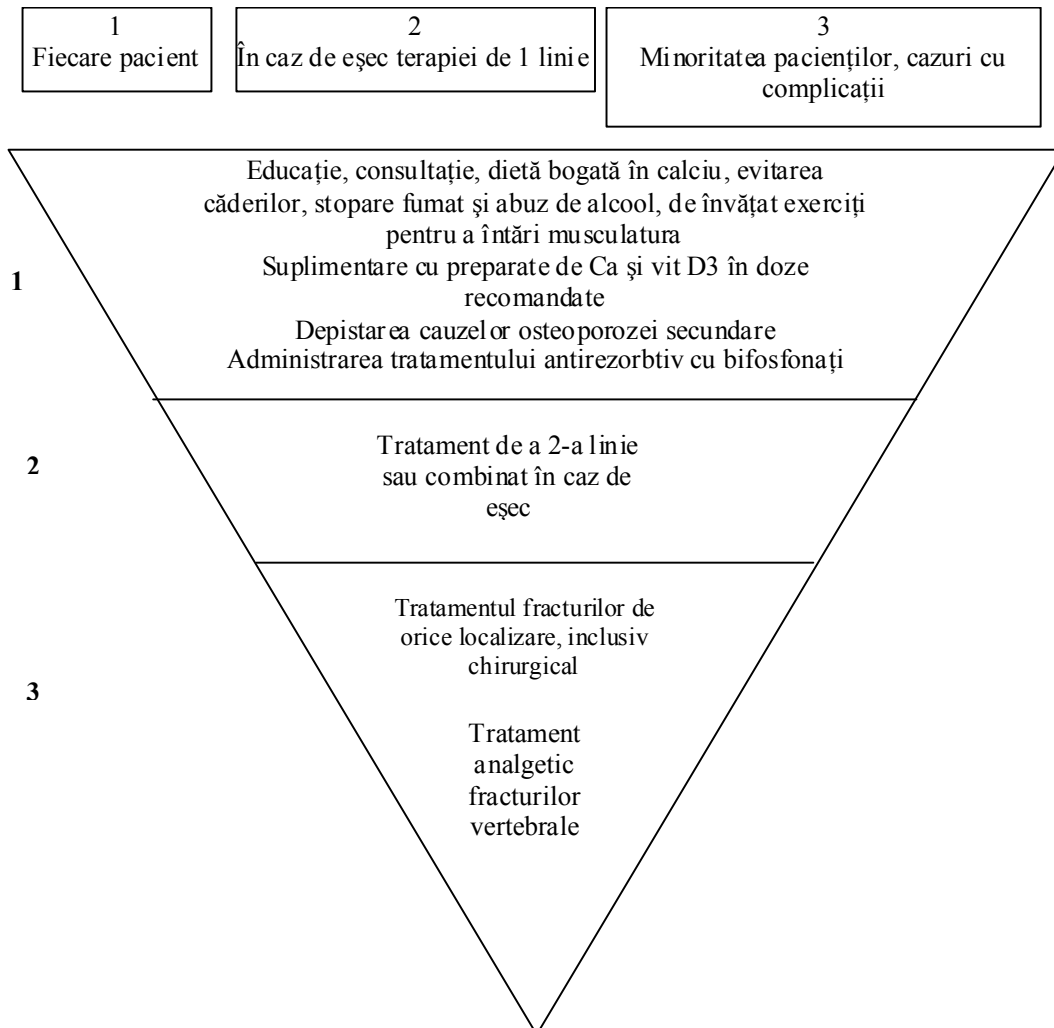 1
Fiecare pacient
2
În caz de eşec terapiei de 1 linie
3
Minoritatea pacienților, cazuri cu
complicații
Educație, consultație, dietă bogată în calciu, evitarea
căderilor, stopare fumat şi abuz de alcool, de învățat exerciți
pentru a întări musculatura
1
Suplimentare cu preparate de Ca şi vit D3 în doze
recomandate
Depistarea cauzelor osteoporozei secundare
Administrarea tratamentului antirezorbtiv cu bifosfonați
2
Tratament de a 2-a linie
sau combinat în caz de
eşec
3
Tratamentul fracturilor de
orice localizare, inclusiv
chirurgical
Tratament
analgetic
fracturilor
vertebrale